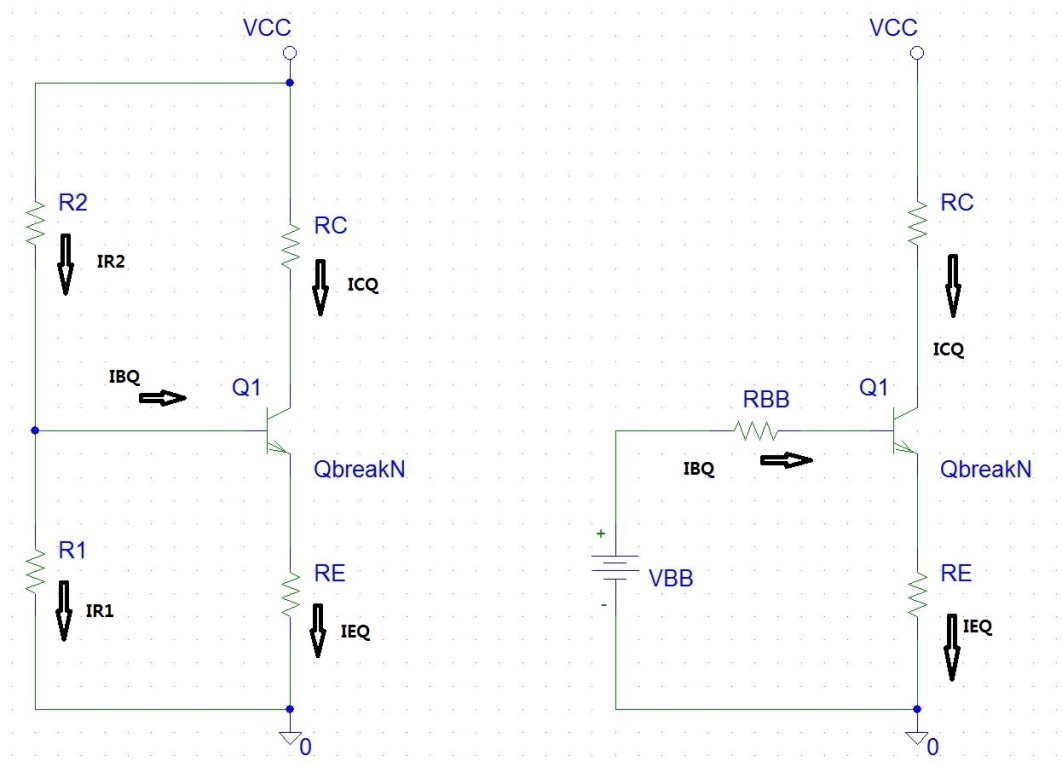 VCC
R2
IR2
RC
ICQ
IBQ
Q1
QbreakN
R1
IR1
RE
IEQ
0
VCC
RC
ICQ
Q1
RBB
IBQ
QbreakN
+
VBB
-
RE
IEQ
0